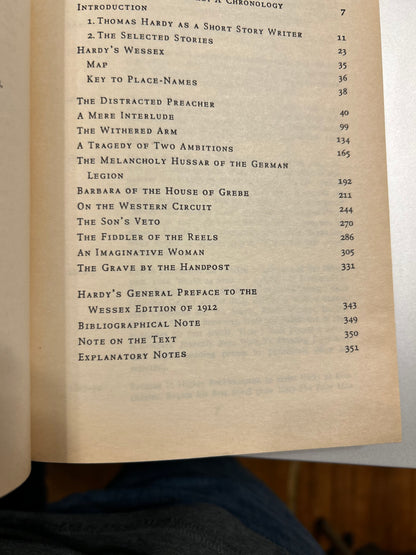 A Chronology 7
Introduction
1. Thomas Hardy as a Short Story Writer 11
2. The Selected Stories 23
Hardy's Wessex 35
Map 36
Key to Place-Names 38
The Distracted Preacher 40
A Mere Interlude 99
The Withered Arm 134
A Tragedy of Two Ambitions 165
The Melancholy Hussar of the German
Legion 192
Barbara of the House of Grebe 211
On the Western Circuit 244
The Son's Veto 270
The Fiddler of the Reels 286
An Imaginative Woman 305
The Grave by the Handpost 331
Hardy's General Preface to the
Wessex Edition of 1912 343
Bibliographical Note 349
Note on the Text 350
Explanatory Notes 351